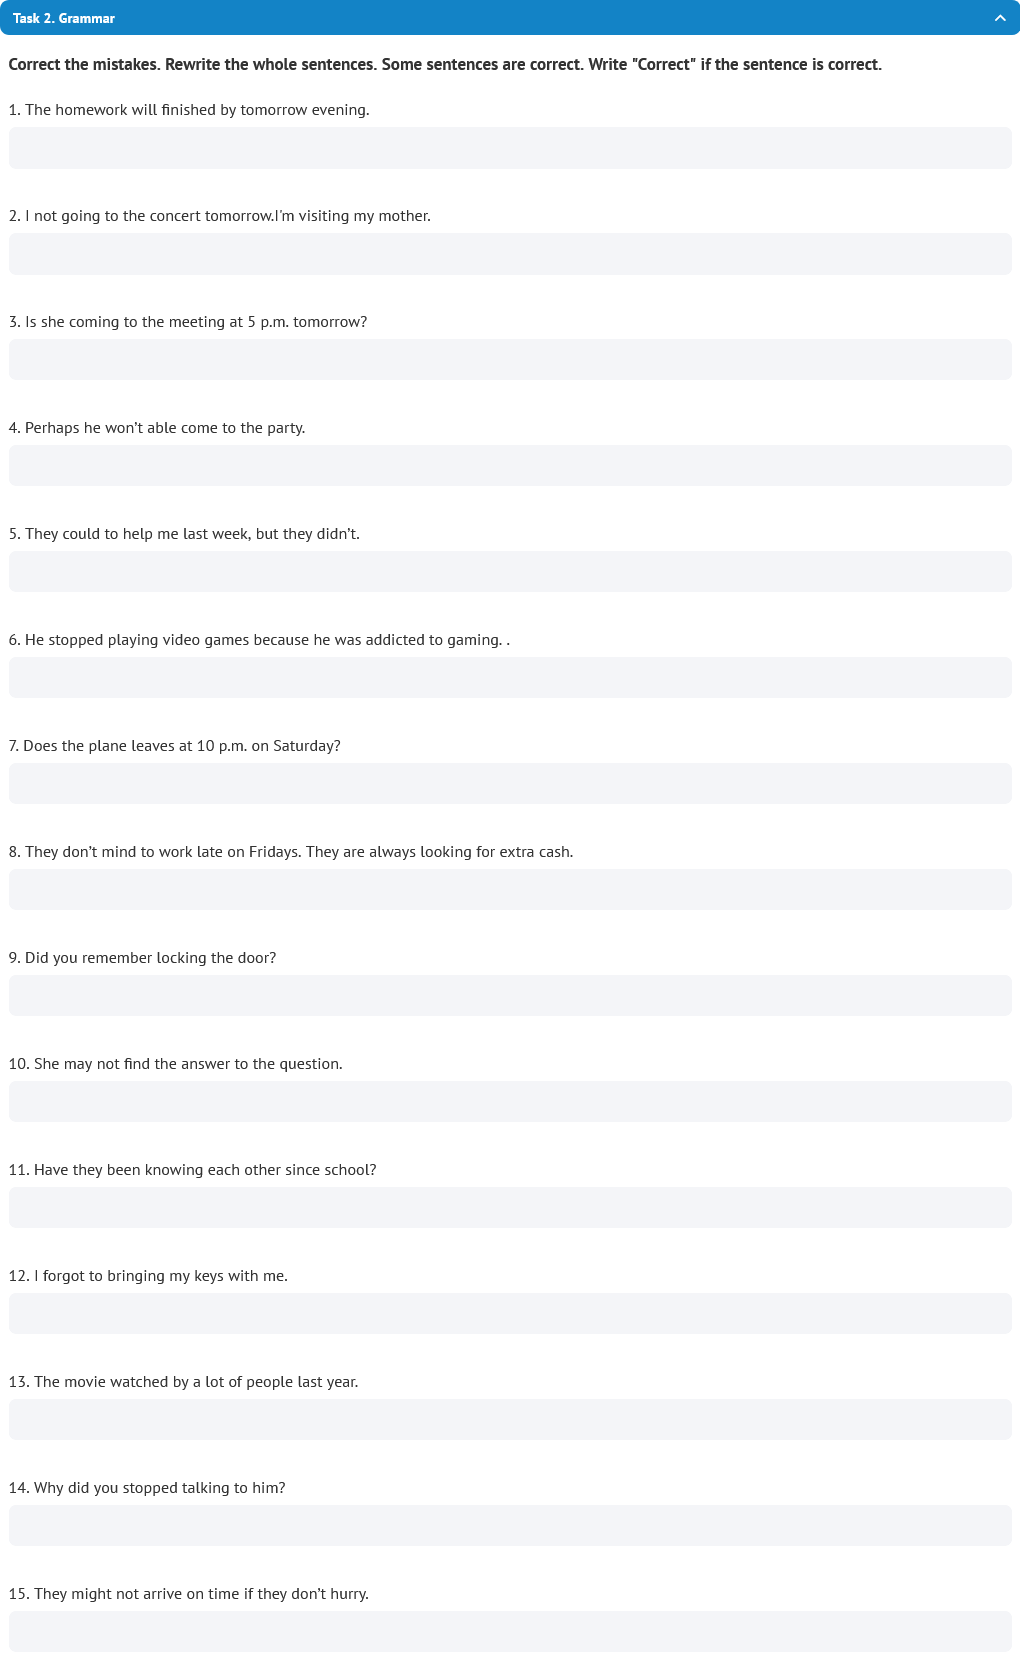 Task 2. Grammar
Correct the mistakes. Rewrite the whole sentences. Some sentences are correct. Write "Correct" if the sentence is correct.
1. The homework will finished by tomorrow evening.
2. I not going to the concert tomorrow.I'm visiting my mother.
3. Is she coming to the meeting at 5 p.m. tomorrow?
4. Perhaps he won’t able come to the party.
5. They could to help me last week, but they didn’t.
6. He stopped playing video games because he was addicted to gaming. .
7. Does the plane leaves at 10 p.m. on Saturday?
8. They don’t mind to work late on Fridays. They are always looking for extra cash.
9. Did you remember locking the door?
10. She may not find the answer to the question.
11. Have they been knowing each other since school?
12. I forgot to bringing my keys with me.
13. The movie watched by a lot of people last year.
14. Why did you stopped talking to him?
15. They might not arrive on time if they don’t hurry.